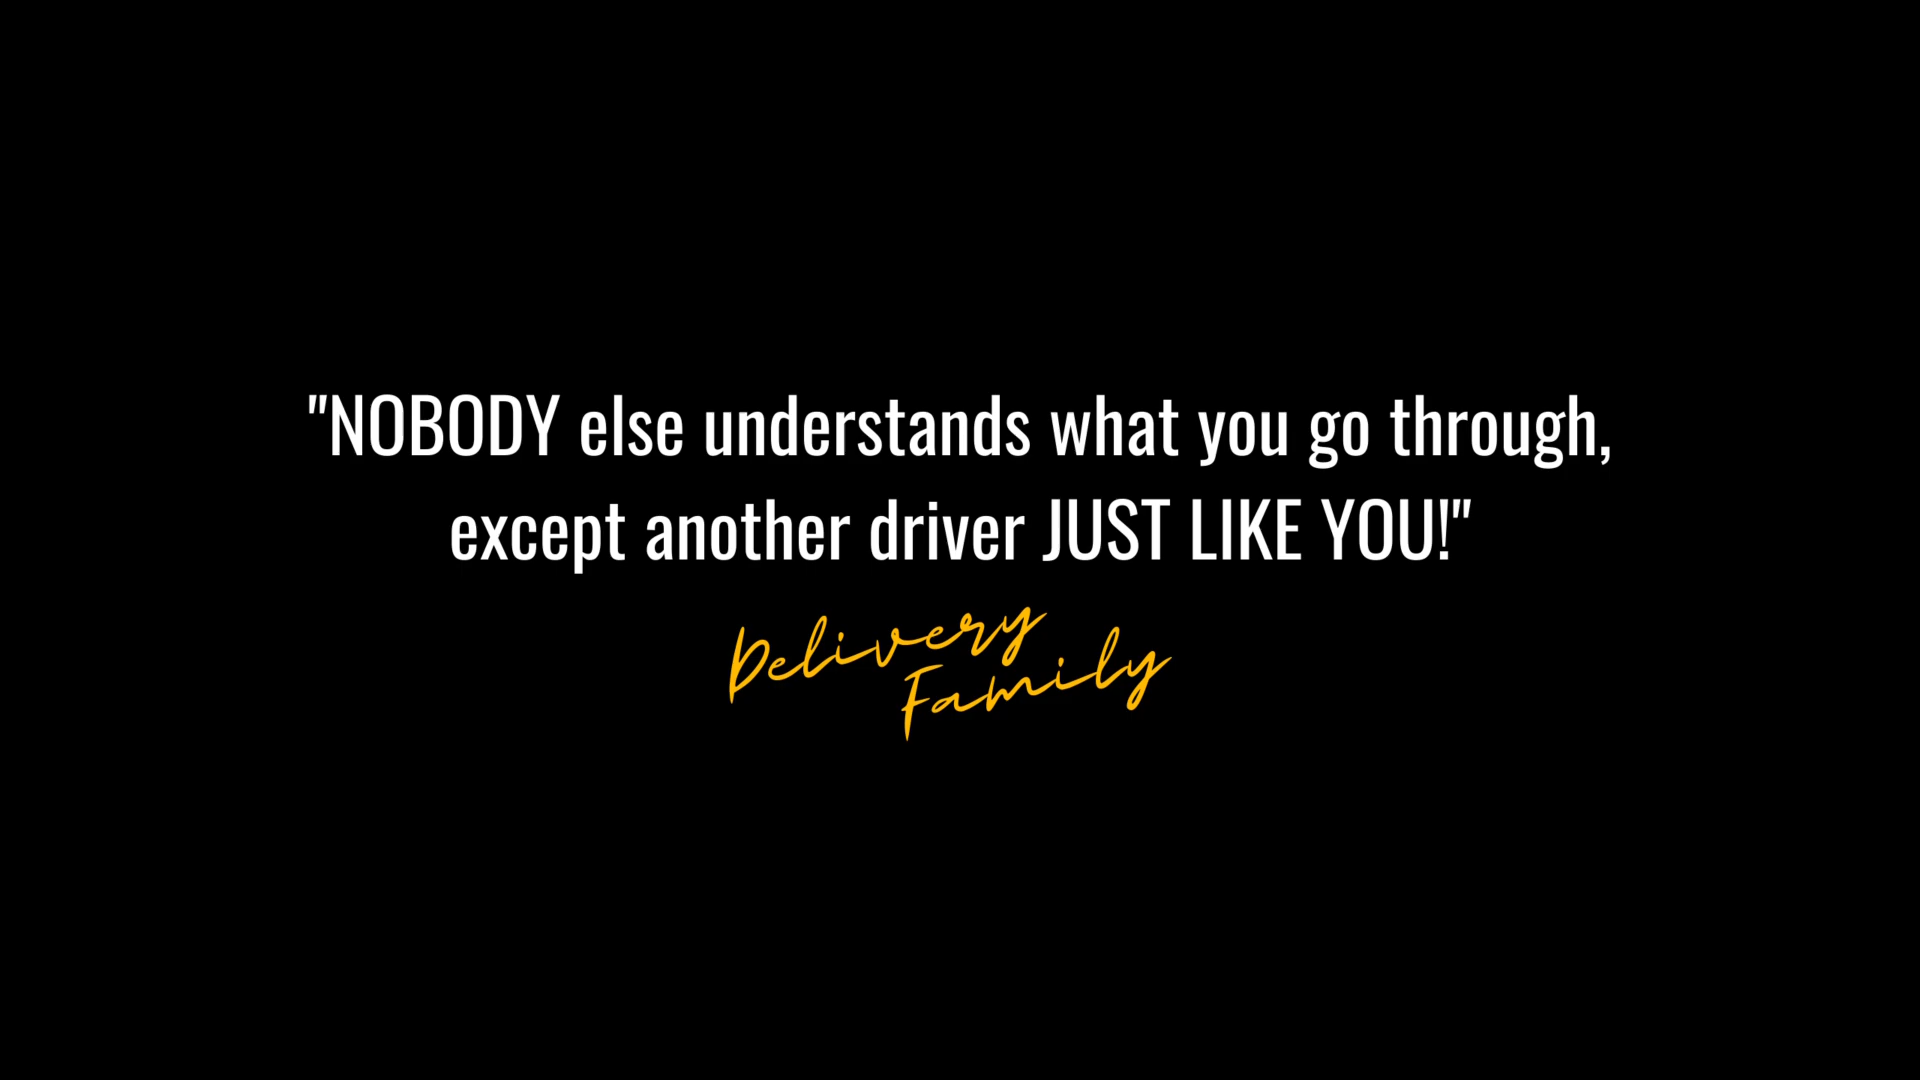 "NOBODY else understands what you go through,
except another driver JUST LIKE YOU!"
Delivery
Family